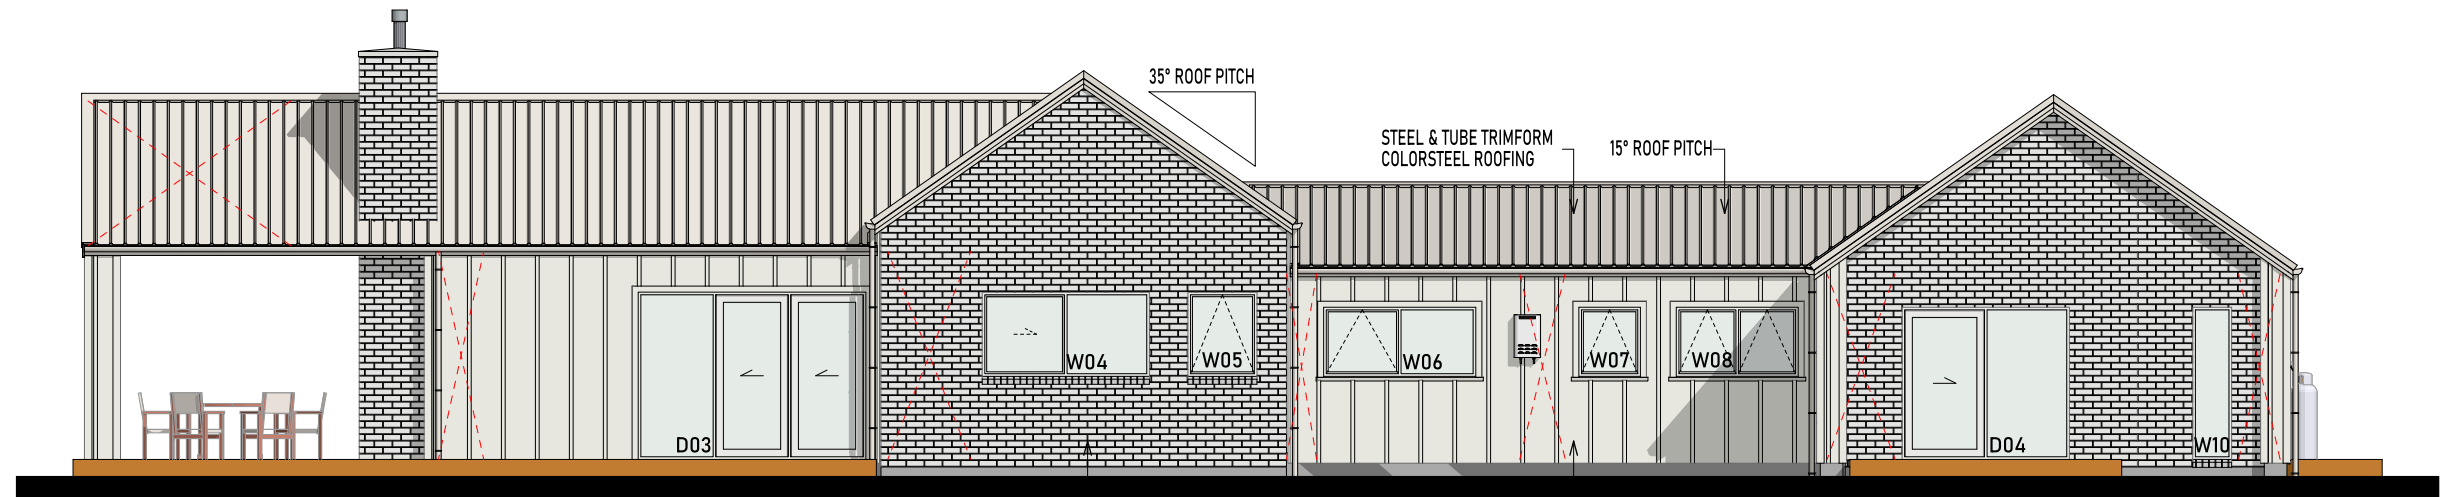 35° ROOF PITCH
STEEL & TUBE TRIMFORM
COLORSTEEL ROOFING
15° ROOF PITCH
W04
W05
W06
W07
W08
D03
D04
W10